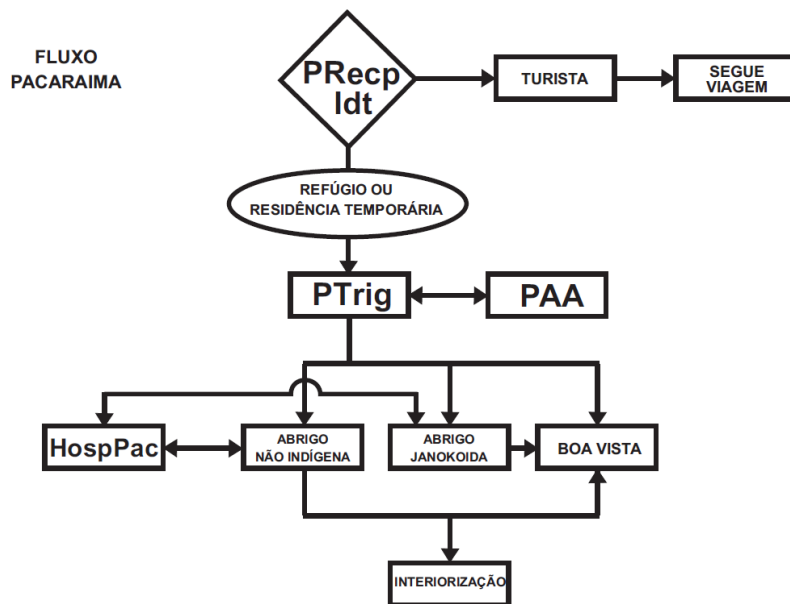 FLUXO
PACARAIMA
PRecp
Idt
TURISTA
SEGUE
VIAGEM
REFÚGIO OU
RESIDÊNCIA TEMPORÁRIA
PTrig
PAA
HospPac
ABRIGO
NÃO INDÍGENA
ABRIGO
JANOKOIDA
BOA VISTA
INTERIORIZAÇÃO